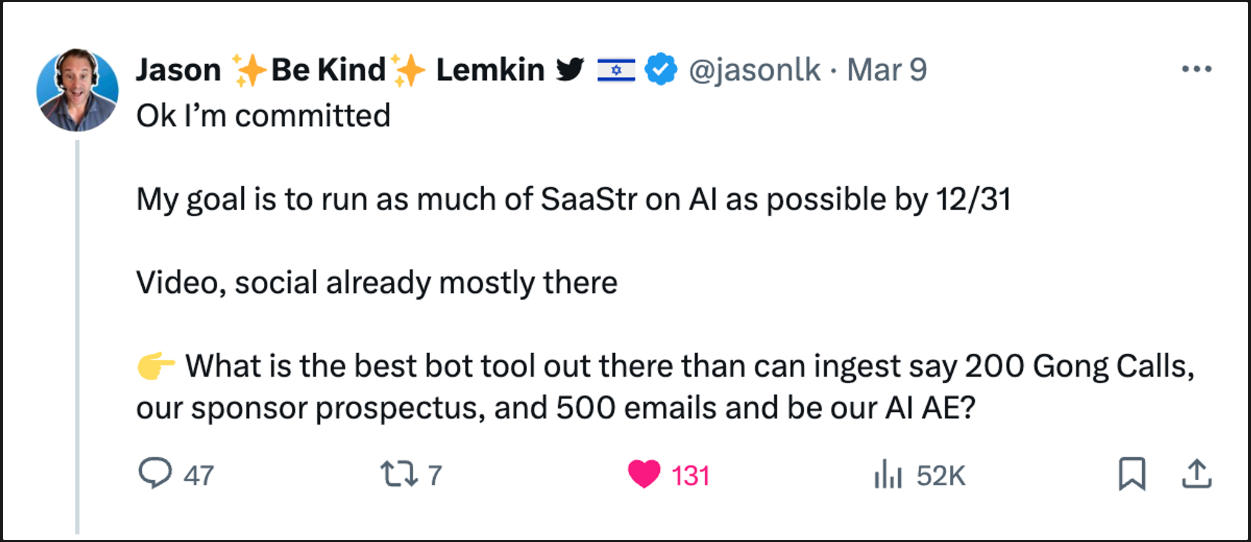 Jason ✨Be Kind✨ Lemkin @jasonlk · Mar 9
Ok I’m committed
My goal is to run as much of SaaStr on AI as possible by 12/31
Video, social already mostly there
👉 What is the best bot tool out there than can ingest say 200 Gong Calls,
our sponsor prospectus, and 500 emails and be our AI AE?
47 7 131 52K